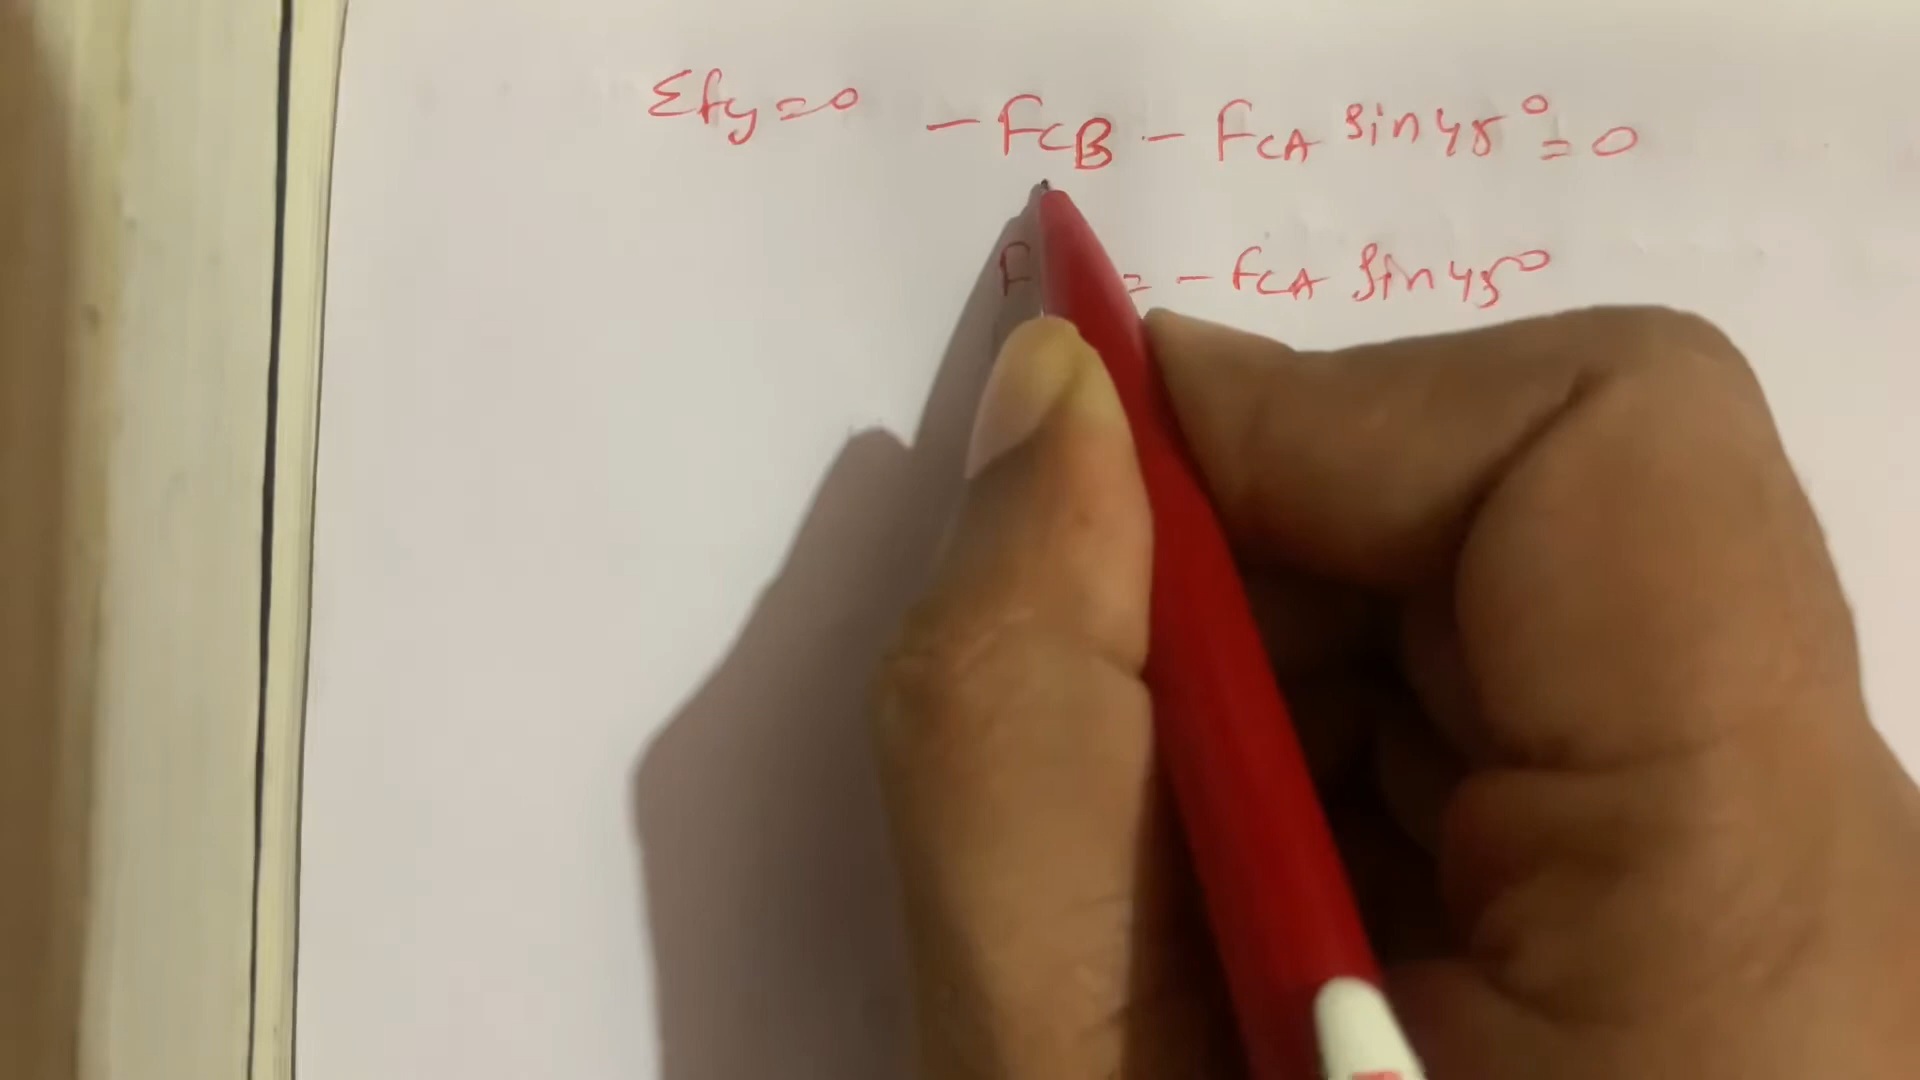 Σfy=0 -FCB - FCA sin45°=0
F = -FCA sin45°